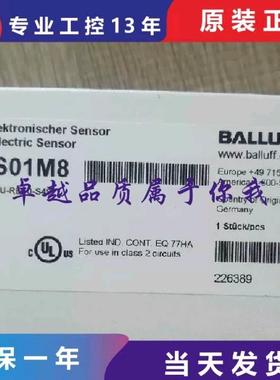 专业工控13年
原装正
ektronischer Sensor
lectric Sensor
BALLUF
S01M8
www.balluff.
Europe +49 715
卓越品质属于你我
Country of Origin
Germany
1 Stück/pcs
Listed IND. CONT. EQ 77HA
For use in class 2 circuits
226389
保一年
当天发货